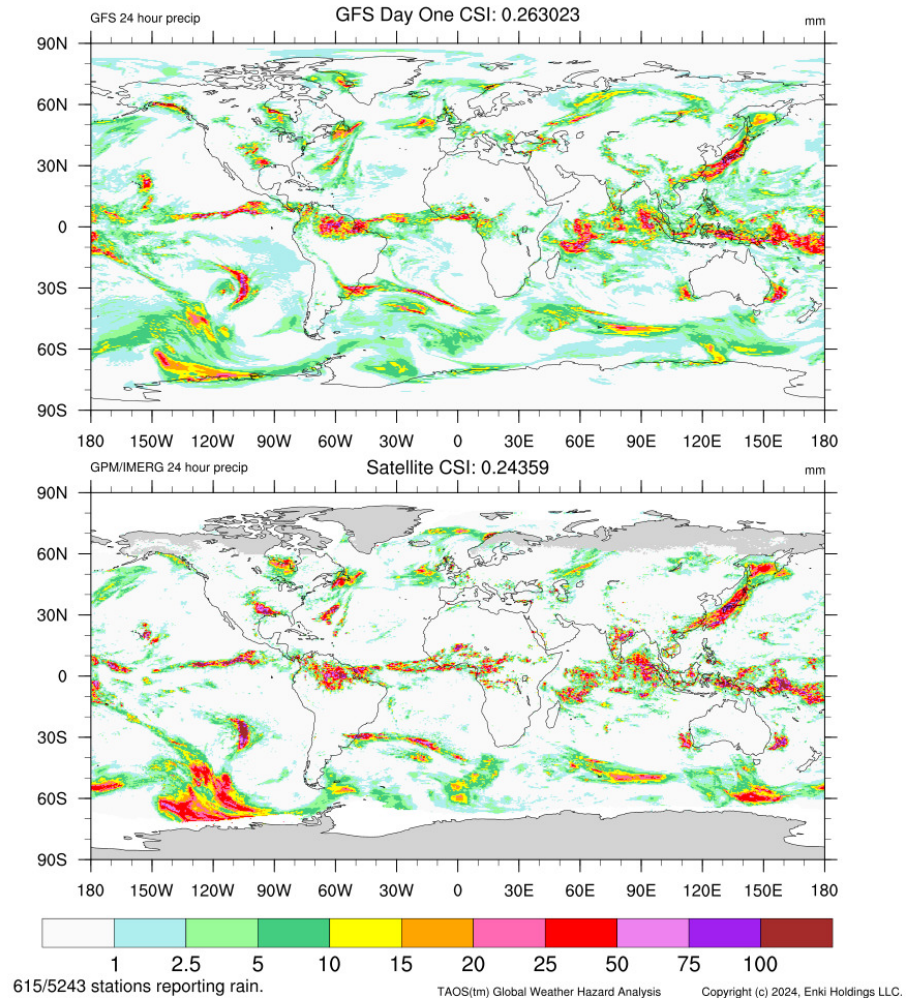 GFS 24 hour precip GFS Day One CSI: 0.263023 mm
90N
60N
30N
0
30S
60S
90S
180 150W 120W 90W 60W 30W 0 30E 60E 90E 120E 150E 180
GPM/IMERG 24 hour precip Satellite CSI: 0.24359 mm
90N
60N
30N
0
30S
60S
90S
180 150W 120W 90W 60W 30W 0 30E 60E 90E 120E 150E 180
1 2.5 5 10 15 20 25 50 75 100
615/5243 stations reporting rain. TAOS(tm) Global Weather Hazard Analysis Copyright (c) 2024, Enki Holdings LLC.